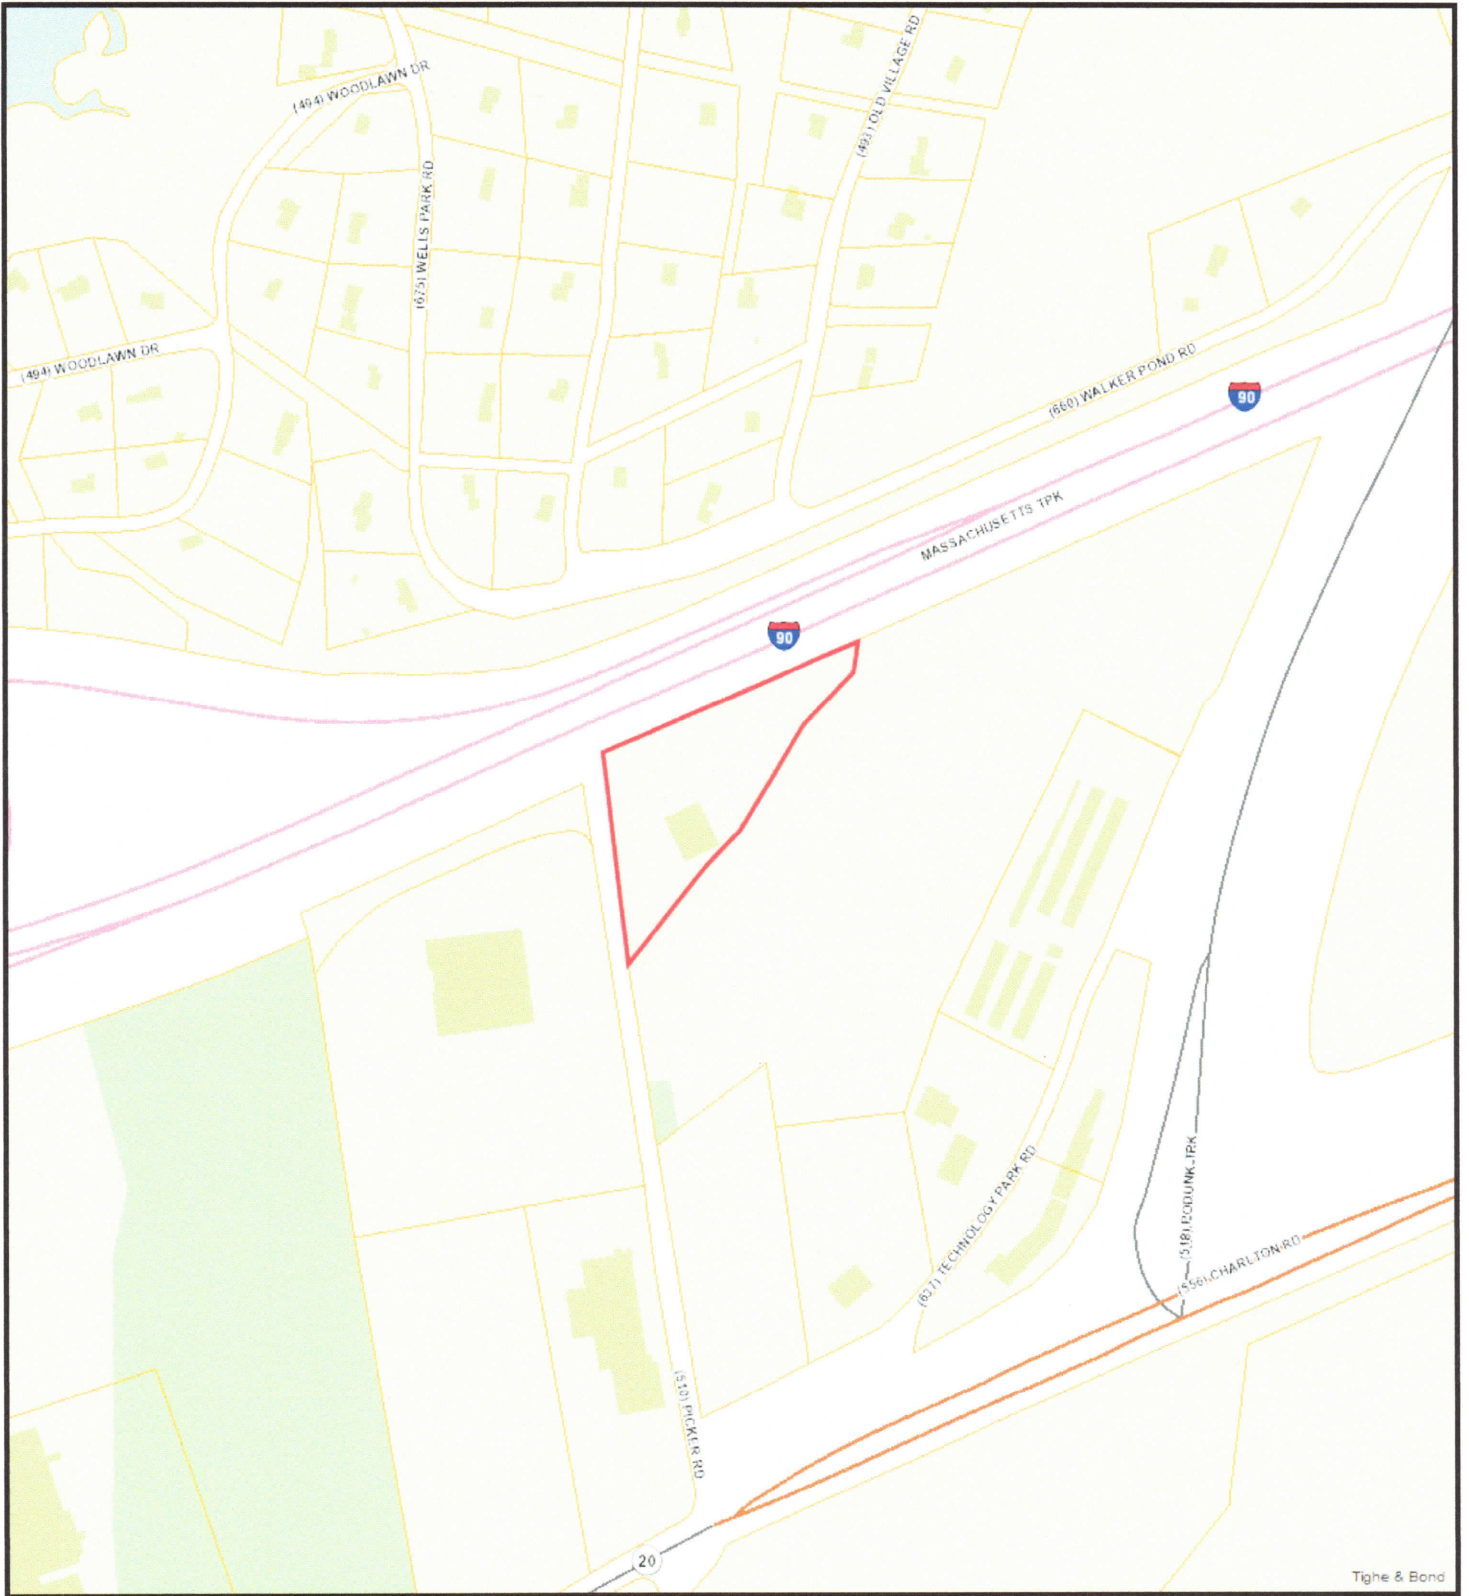 (494) WOODLAWN DR
(493) OLD VILLAGE RD
(675) WELLS PARK RD
(494) WOODLAWN DR
(660) WALKER POND RD
90
MASSACHUSETTS TPK
90
(637) TECHNOLOGY PARK RD
(518) PODUNK TPK
(556) CHARLTON RD
(510) PICKER RD
20
Tighe & Bond